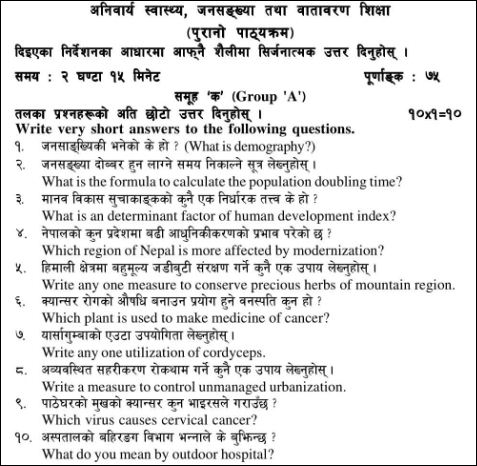 अनिवार्य स्वास्थ्य, जनसङ्ख्या तथा वातावरण शिक्षा
(पुरानो पाठ्यक्रम)
दिइएका निर्देशनका आधारमा आफ्नै शैलीमा सिर्जनात्मक उत्तर दिनुहोस् ।
समय : २ घण्टा १५ मिनेट पूर्णाङ्क : ७५
समूह ‘क’ (Group 'A')
तलका प्रश्नहरूको अति छोटो उत्तर दिनुहोस् । १०x१=१०
Write very short answers to the following questions.
१. जनसाङ्ख्यिकी भनेको के हो ? (What is demography?)
२. जनसङ्ख्या दोब्बर हुन लाग्ने समय निकाल्ने सूत्र लेख्नुहोस् ।
What is the formula to calculate the population doubling time?
३. मानव विकास सुचाकाङ्कको कुनै एक निर्धारक तत्त्व के हो ?
What is an determinant factor of human development index?
४. नेपालको कुन प्रदेशमा बढी आधुनिकीकरणको प्रभाव परेको छ ?
Which region of Nepal is more affected by modernization?
५. हिमाली क्षेत्रमा बहुमूल्य जडीबुटी संरक्षण गर्ने कुनै एक उपाय लेख्नुहोस् ।
Write any one measure to conserve precious herbs of mountain region.
६. क्यान्सर रोगको औषधि बनाउन प्रयोग हुने वनस्पति कुन हो ?
Which plant is used to make medicine of cancer?
७. यार्सागुम्बाको एउटा उपयोगिता लेख्नुहोस् ।
Write any one utilization of cordyceps.
८. अव्यवस्थित सहरीकरण रोकथाम गर्ने कुनै एक उपाय लेख्नुहोस् ।
Write a measure to control unmanaged urbanization.
९. पाठेघरको मुखको क्यान्सर कुन भाइरसले गराउँछ ?
Which virus causes cervical cancer?
१०. अस्पतालको बहिरङग विभाग भन्नाले के बुझिन्छ ?
What do you mean by outdoor hospital?